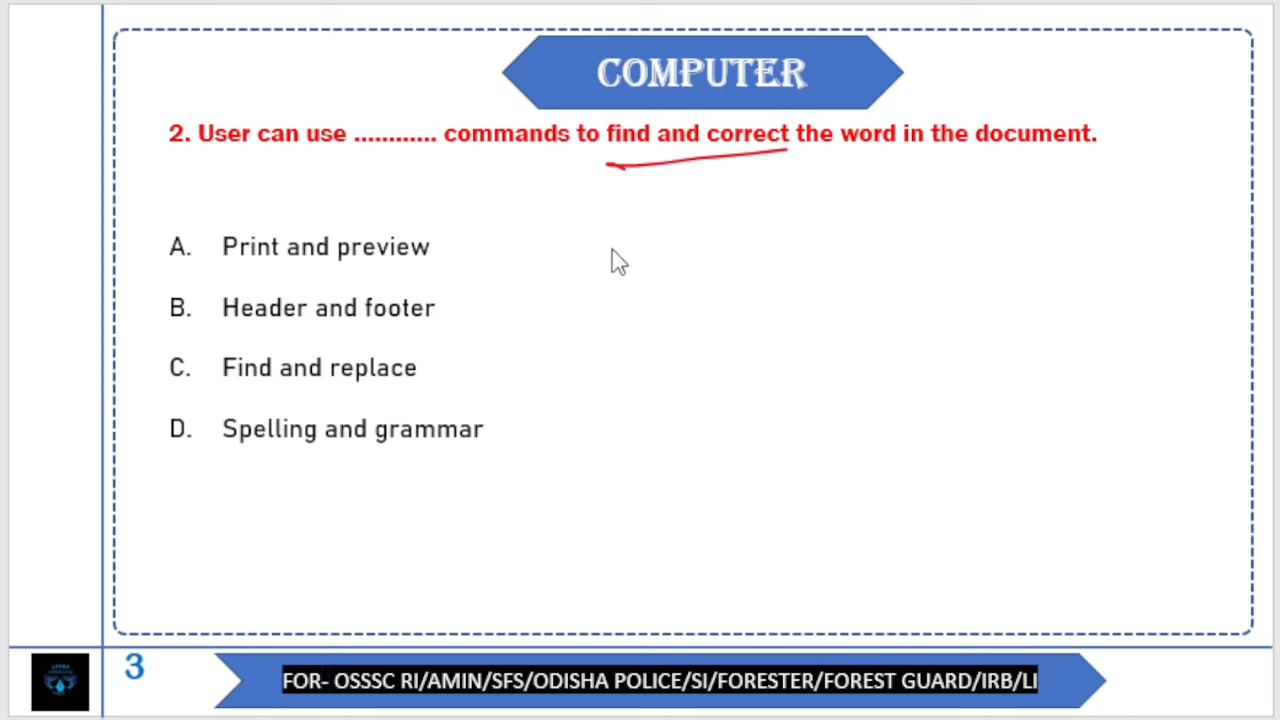 COMPUTER
2. User can use ............ commands to find and correct the word in the document.
A. Print and preview
B. Header and footer
C. Find and replace
D. Spelling and grammar
3
FOR- OSSSC RI/AMIN/SFS/ODISHA POLICE/SI/FORESTER/FOREST GUARD/IRB/LI